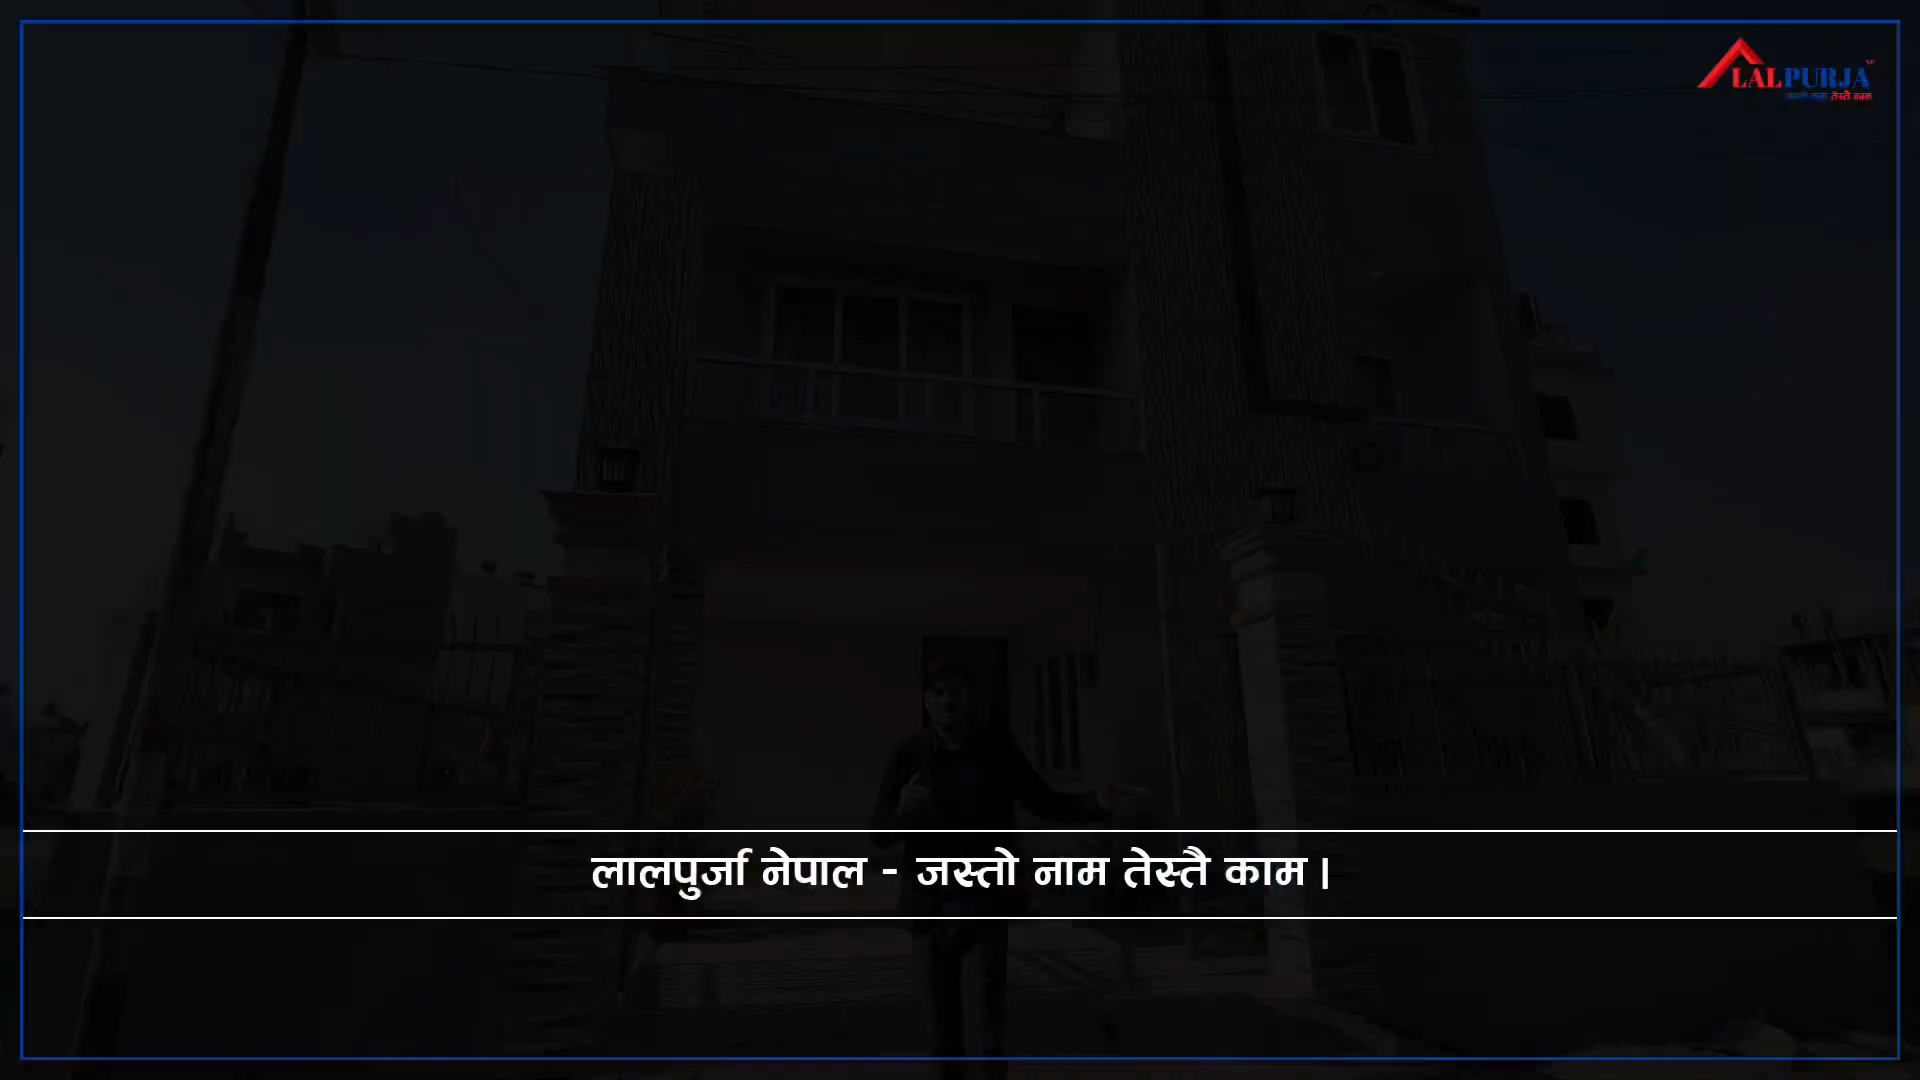 LALPURJA
तेस्तै काम
लालपुर्जा नेपाल - जस्तो नाम तेस्तै काम।